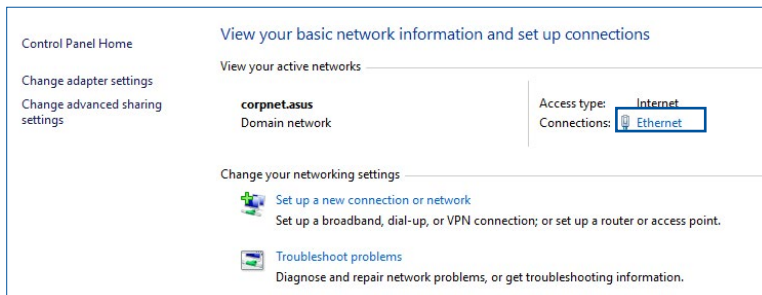 Control Panel Home
Change adapter settings
Change advanced sharing
settings
View your basic network information and set up connections
View your active networks
corpnet.asus
Domain network
Access type: Internet
Connections: Ethernet
Change your networking settings
Set up a new connection or network
Set up a broadband, dial-up, or VPN connection; or set up a router or access point.
Troubleshoot problems
Diagnose and repair network problems, or get troubleshooting information.